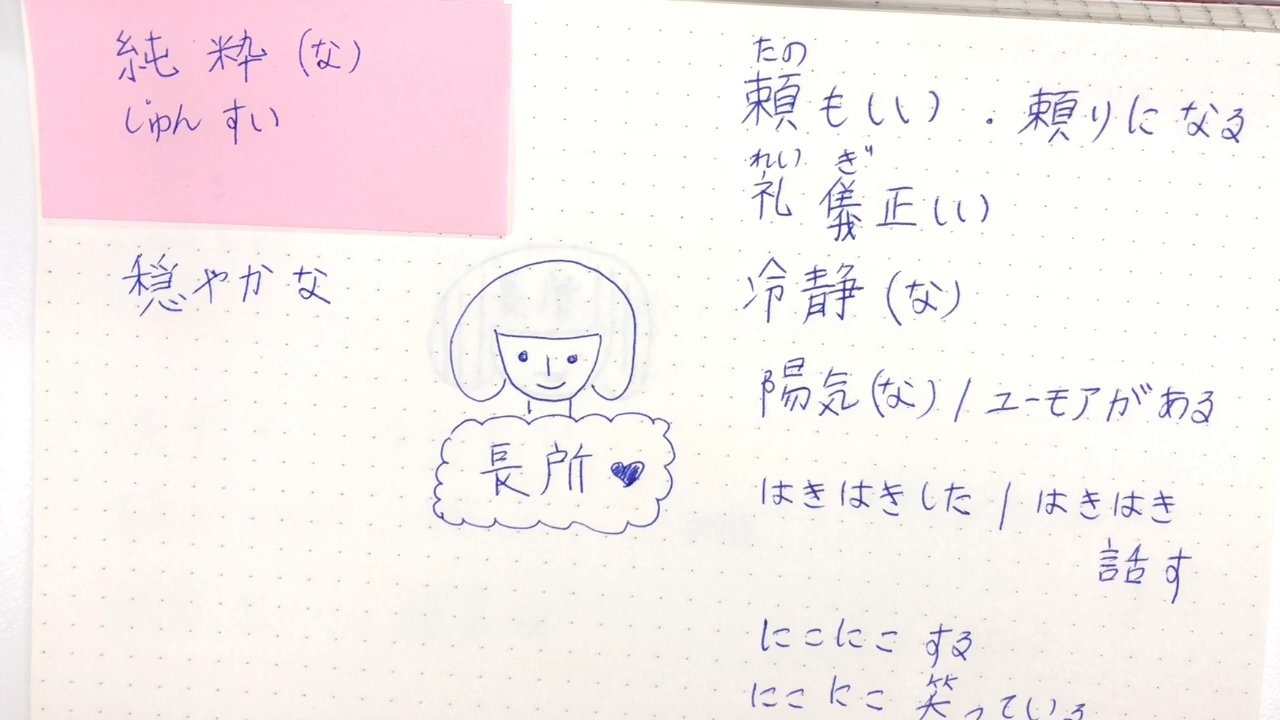 純粋(な)
じゅんすい
穏やかな
長所♥
たの
頼もしい・頼りになる
れいぎ
礼儀正しい
冷静(な)
陽気(な)/ユーモアがある
はきはきした/はきはき
話す
にこにこする
にこにこ笑っている